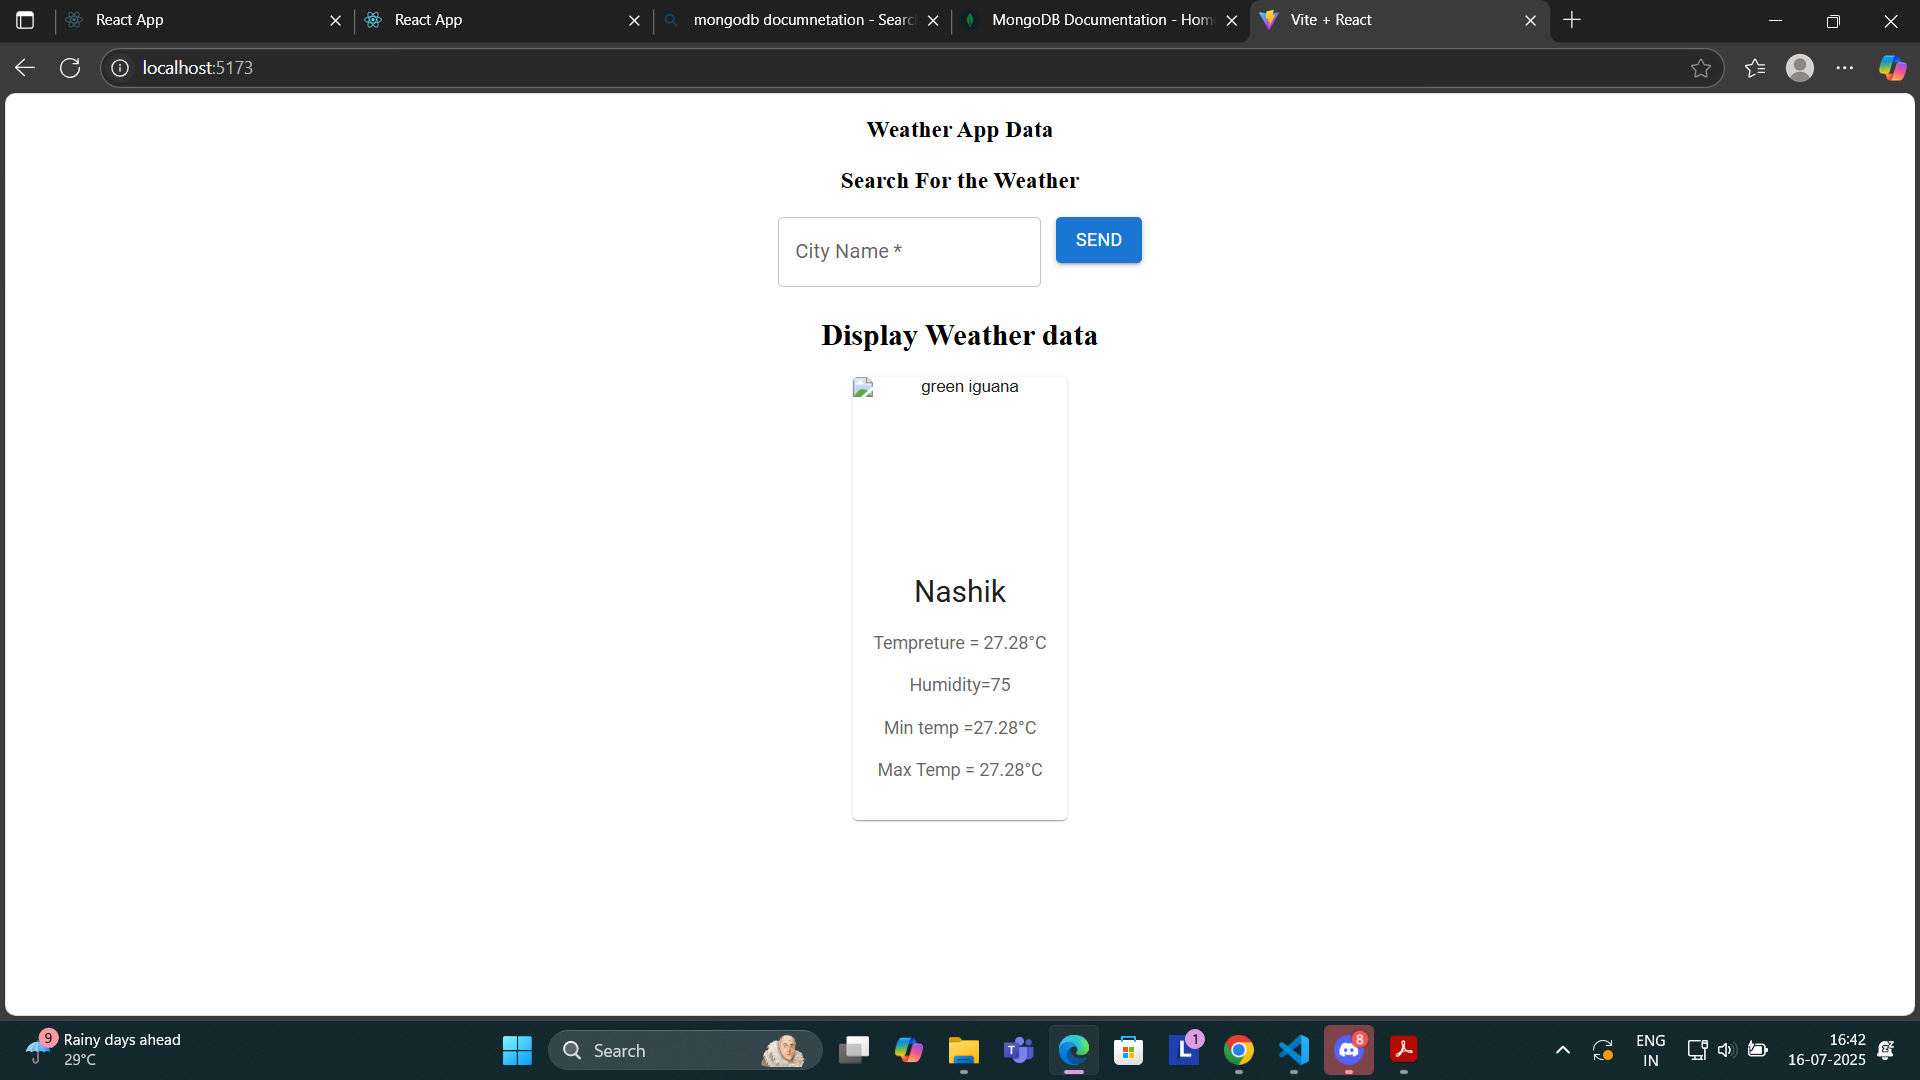 React App
React App
mongodb documnetation - Searc
MongoDB Documentation - Hom
Vite + React
localhost:5173
Weather App Data
Search For the Weather
City Name *
SEND
Display Weather data
green iguana
Nashik
Tempreture = 27.28°C
Humidity=75
Min temp =27.28°C
Max Temp = 27.28°C
9
Rainy days ahead
29°C
Search
T
L
1
8
ENG
IN
16:42
16-07-2025